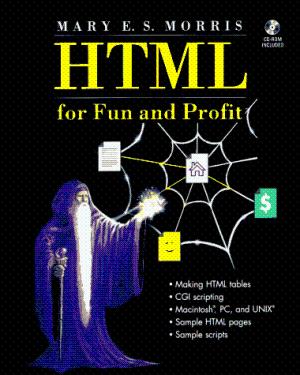 MARY E. S. MORRIS
CD-ROM
INCLUDED
HTML
for Fun and Profit
$
• Making HTML tables
• CGI scripting
• Macintosh®, PC, and UNIX®
• Sample HTML pages
• Sample scripts